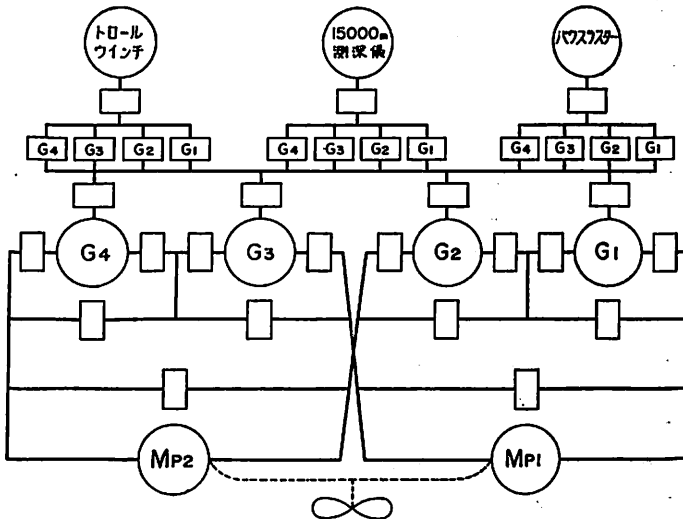 トロール
ウインチ
15000m
測深儀
バウスラスター
G4 G3 G2 G1
G4 G3 G2 G1
G4 G3 G2 G1
G4
G3
G2
G1
MP2
MP1